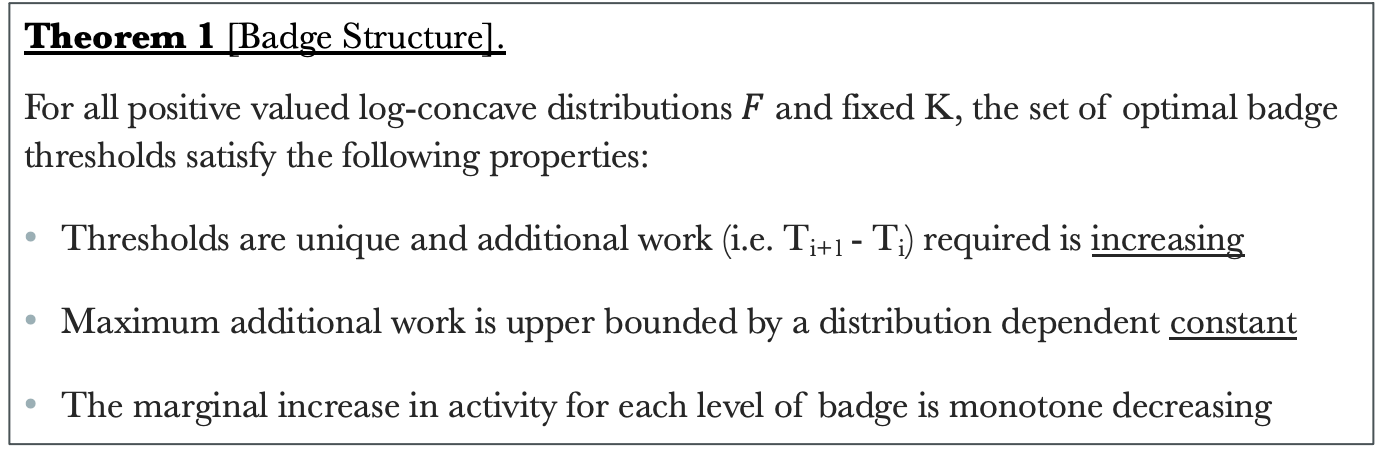 Theorem 1 [Badge Structure].
For all positive valued log-concave distributions F and fixed K, the set of optimal badge
thresholds satisfy the following properties:
• Thresholds are unique and additional work (i.e. Tᵢ₊₁ - Tᵢ) required is increasing
• Maximum additional work is upper bounded by a distribution dependent constant
• The marginal increase in activity for each level of badge is monotone decreasing